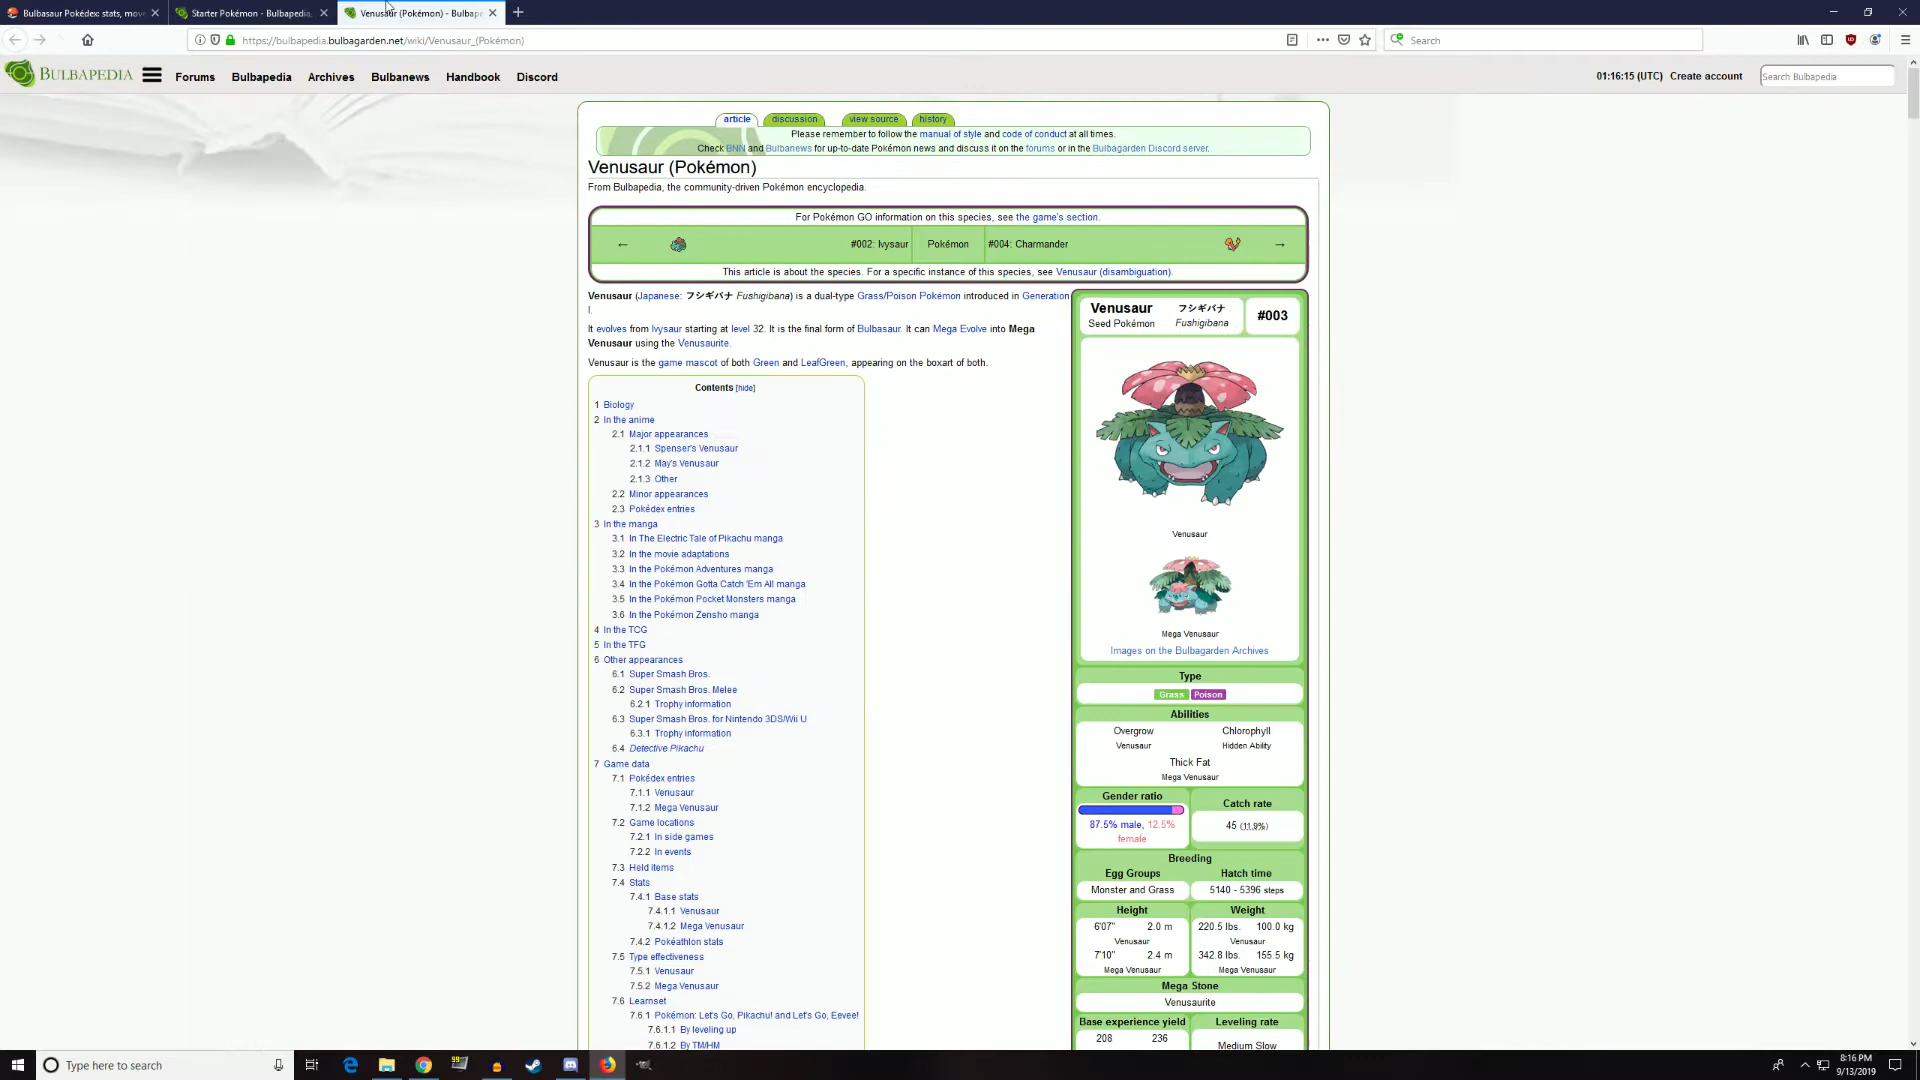 Bulbasaur Pokédex: stats, mov
Starter Pokémon - Bulbapedia,
Venusaur (Pokémon) - Bulbape
https://bulbapedia.bulbagarden.net/wiki/Venusaur_(Pokémon)
Search
BULBAPEDIA
Forums
Bulbapedia
Archives
Bulbanews
Handbook
Discord
01:16:15 (UTC)
Create account
Search Bulbapedia
article
discussion
view source
history
Please remember to follow the manual of style and code of conduct at all times.
Check BNN and Bulbanews for up-to-date Pokémon news and discuss it on the forums or in the Bulbagarden Discord server.
Venusaur (Pokémon)
From Bulbapedia, the community-driven Pokémon encyclopedia.
For Pokémon GO information on this species, see the game's section.
← #002: Ivysaur Pokémon #004: Charmander →
This article is about the species. For a specific instance of this species, see Venusaur (disambiguation).
Venusaur (Japanese: フシギバナ Fushigibana) is a dual-type Grass/Poison Pokémon introduced in Generation
I.
It evolves from Ivysaur starting at level 32. It is the final form of Bulbasaur. It can Mega Evolve into Mega
Venusaur using the Venusaurite.
Venusaur is the game mascot of both Green and LeafGreen, appearing on the boxart of both.
Contents [hide]
1 Biology
2 In the anime
2.1 Major appearances
2.1.1 Spenser's Venusaur
2.1.2 May's Venusaur
2.1.3 Other
2.2 Minor appearances
2.3 Pokédex entries
3 In the manga
3.1 In The Electric Tale of Pikachu manga
3.2 In the movie adaptations
3.3 In the Pokémon Adventures manga
3.4 In the Pokémon Gotta Catch 'Em All manga
3.5 In the Pokémon Pocket Monsters manga
3.6 In the Pokémon Zensho manga
4 In the TCG
5 In the TFG
6 Other appearances
6.1 Super Smash Bros.
6.2 Super Smash Bros. Melee
6.2.1 Trophy information
6.3 Super Smash Bros. for Nintendo 3DS/Wii U
6.3.1 Trophy information
6.4 Detective Pikachu
7 Game data
7.1 Pokédex entries
7.1.1 Venusaur
7.1.2 Mega Venusaur
7.2 Game locations
7.2.1 In side games
7.2.2 In events
7.3 Held items
7.4 Stats
7.4.1 Base stats
7.4.1.1 Venusaur
7.4.1.2 Mega Venusaur
7.4.2 Pokéathlon stats
7.5 Type effectiveness
7.5.1 Venusaur
7.5.2 Mega Venusaur
7.6 Learnset
7.6.1 Pokémon: Let's Go, Pikachu! and Let's Go, Eevee!
7.6.1.1 By leveling up
7.6.1.2 By TM/HM
Venusaur フシギバナ #003
Seed Pokémon Fushigibana
Venusaur
Mega Venusaur
Images on the Bulbagarden Archives
Type
Grass Poison
Abilities
Overgrow Chlorophyll
Venusaur Hidden Ability
Thick Fat
Mega Venusaur
Gender ratio Catch rate
87.5% male, 12.5% 45 (11.9%)
female
Breeding
Egg Groups Hatch time
Monster and Grass 5140 - 5396 steps
Height Weight
6'07" 2.0 m 220.5 lbs. 100.0 kg
Venusaur Venusaur
7'10" 2.4 m 342.8 lbs. 155.5 kg
Mega Venusaur Mega Venusaur
Mega Stone
Venusaurite
Base experience yield Leveling rate
208 236 Medium Slow
Type here to search
8:16 PM
9/13/2019